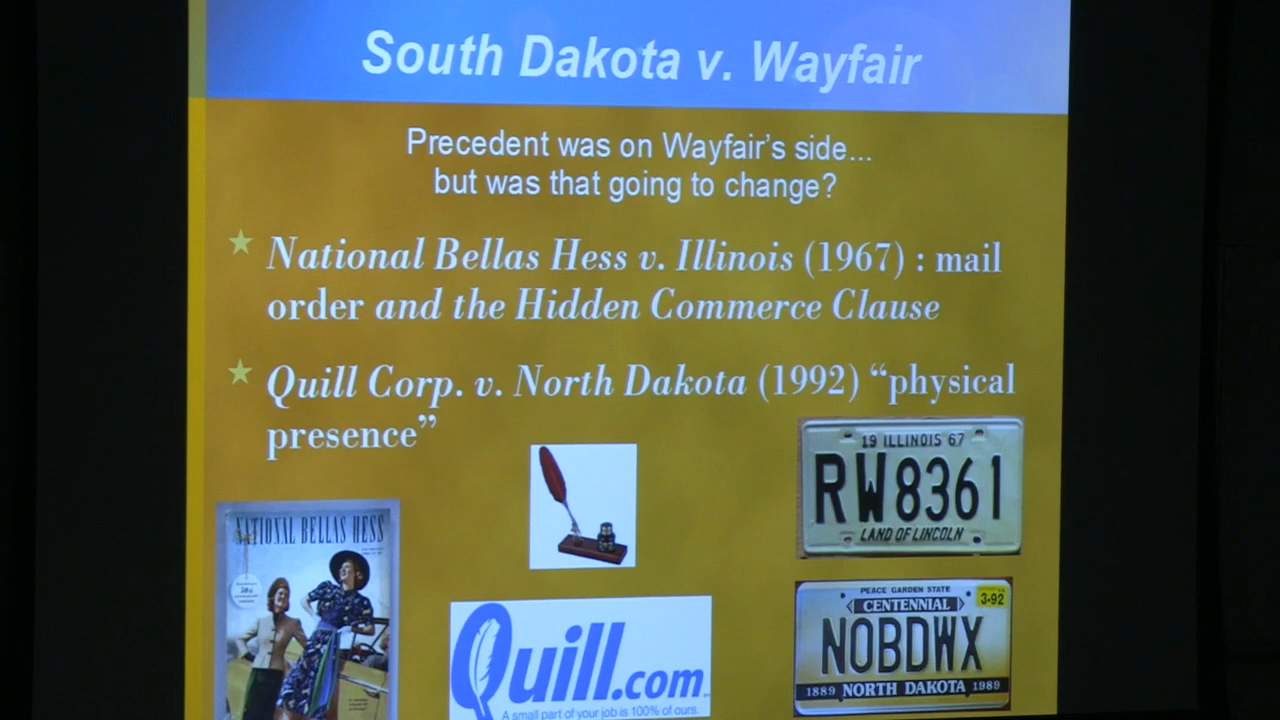 South Dakota v. Wayfair
Precedent was on Wayfair's side...
but was that going to change?
National Bellas Hess v. Illinois (1967) : mail
order and the Hidden Commerce Clause
Quill Corp. v. North Dakota (1992) “physical
presence”
19 ILLINOIS 67
RW8361
LAND OF LINCOLN
NATIONAL BELLAS HESS
PEACE GARDEN STATE
CENTENNIAL
3-92
NOBDWX
1889 NORTH DAKOTA 1989
Quill.com
A small part of your job is 100% of ours.